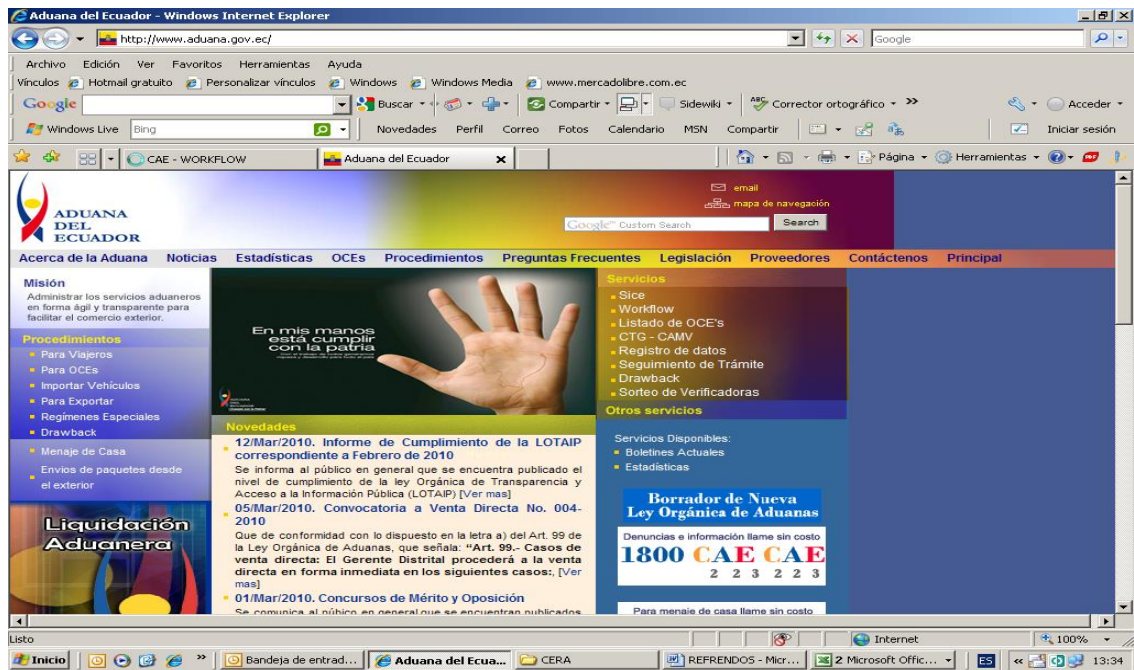 Aduana del Ecuador - Windows Internet Explorer
http://www.aduana.gov.ec/
Google
Archivo Edición Ver Favoritos Herramientas Ayuda
Vínculos Hotmail gratuito Personalizar vínculos Windows Windows Media www.mercadolibre.com.ec
Google Buscar Compartir Sidewiki Corrector ortográfico Acceder
Windows Live Bing Novedades Perfil Correo Fotos Calendario MSN Compartir Iniciar sesión
CAE - WORKFLOW Aduana del Ecuador Página Herramientas
ADUANA
DEL
ECUADOR
email
mapa de navegación
Google™ Custom Search Search
Acerca de la Aduana Noticias Estadísticas OCEs Procedimientos Preguntas Frecuentes Legislación Proveedores Contáctenos Principal
Misión
Administrar los servicios aduaneros
en forma ágil y transparente para
facilitar el comercio exterior.
Procedimientos
Para Viajeros
Para OCEs
Importar Vehículos
Para Exportar
Regímenes Especiales
Drawback
Menaje de Casa
Envios de paquetes desde
el exterior
Liquidación
Aduanera
En mis manos
está cumplir
con la patria
Novedades
12/Mar/2010. Informe de Cumplimiento de la LOTAIP
correspondiente a Febrero de 2010
Se informa al público en general que se encuentra publicado el
nivel de cumplimiento de la ley Orgánica de Transparencia y
Acceso a la Información Pública (LOTAIP) [Ver mas]
05/Mar/2010. Convocatoria a Venta Directa No. 004-
2010
Que de conformidad con lo dispuesto en la letra a) del Art. 99 de
la Ley Orgánica de Aduanas, que señala: “Art. 99.- Casos de
venta directa: El Gerente Distrital procederá a la venta
directa en forma inmediata en los siguientes casos:, [Ver
mas]
01/Mar/2010. Concursos de Mérito y Oposición
Se comunica al púbico en general que se encuentran publicados
Servicios
Sice
Workflow
Listado de OCE's
CTG - CAMV
Registro de datos
Seguimiento de Trámite
Drawback
Sorteo de Verificadoras
Otros servicios
Servicios Disponibles:
Boletines Actuales
Estadísticas
Borrador de Nueva
Ley Orgánica de Aduanas
Denuncias e información llame sin costo
1800 CAE CAE
2 2 3 2 2 3
Para menaje de casa llame sin costo
Listo Internet 100%
Inicio Bandeja de entrad... Aduana del Ecua... CERA REFRENDOS - Micr... 2 Microsoft Offic... ES 13:34